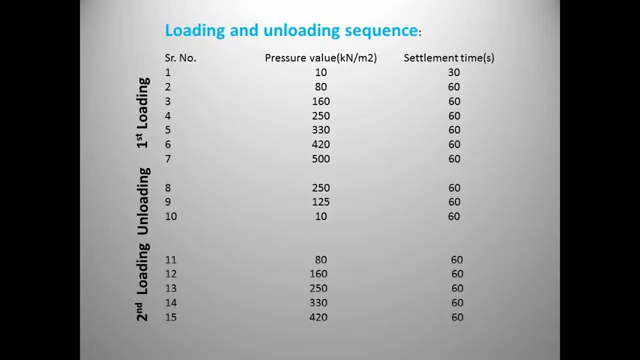 Loading and unloading sequence:
Sr. No. Pressure value(kN/m2) Settlement time(s)
1st Loading
1 10 30
2 80 60
3 160 60
4 250 60
5 330 60
6 420 60
7 500 60
Unloading
8 250 60
9 125 60
10 10 60
2nd Loading
11 80 60
12 160 60
13 250 60
14 330 60
15 420 60